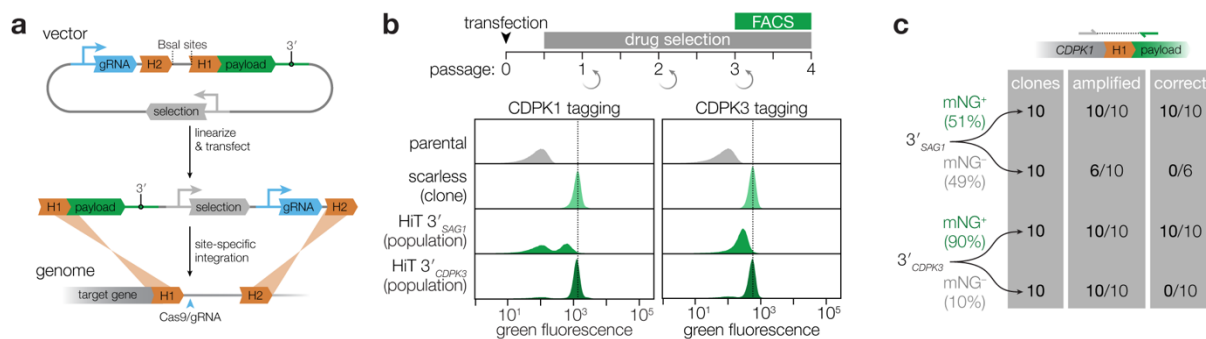 a
vector
BsaI sites
3′
gRNA
H2
H1
payload
selection
linearize
& transfect
3′
H1
payload
selection
gRNA
H2
site-specific
integration
genome
target gene
H1
H2
Cas9/gRNA
b
FACS
transfection
drug selection
passage:
0
1
2
3
4
CDPK1 tagging
CDPK3 tagging
parental
scarless
(clone)
HiT 3′SAG1
(population)
HiT 3′CDPK3
(population)
10¹
10³
10⁵
10¹
10³
10⁵
green fluorescence
green fluorescence
c
CDPK1
H1
payload
clones
amplified
correct
mNG⁺
(51%)
10
10/10
10/10
3′SAG1
mNG⁻
(49%)
10
6/10
0/6
mNG⁺
(90%)
10
10/10
10/10
3′CDPK3
mNG⁻
(10%)
10
10/10
0/10